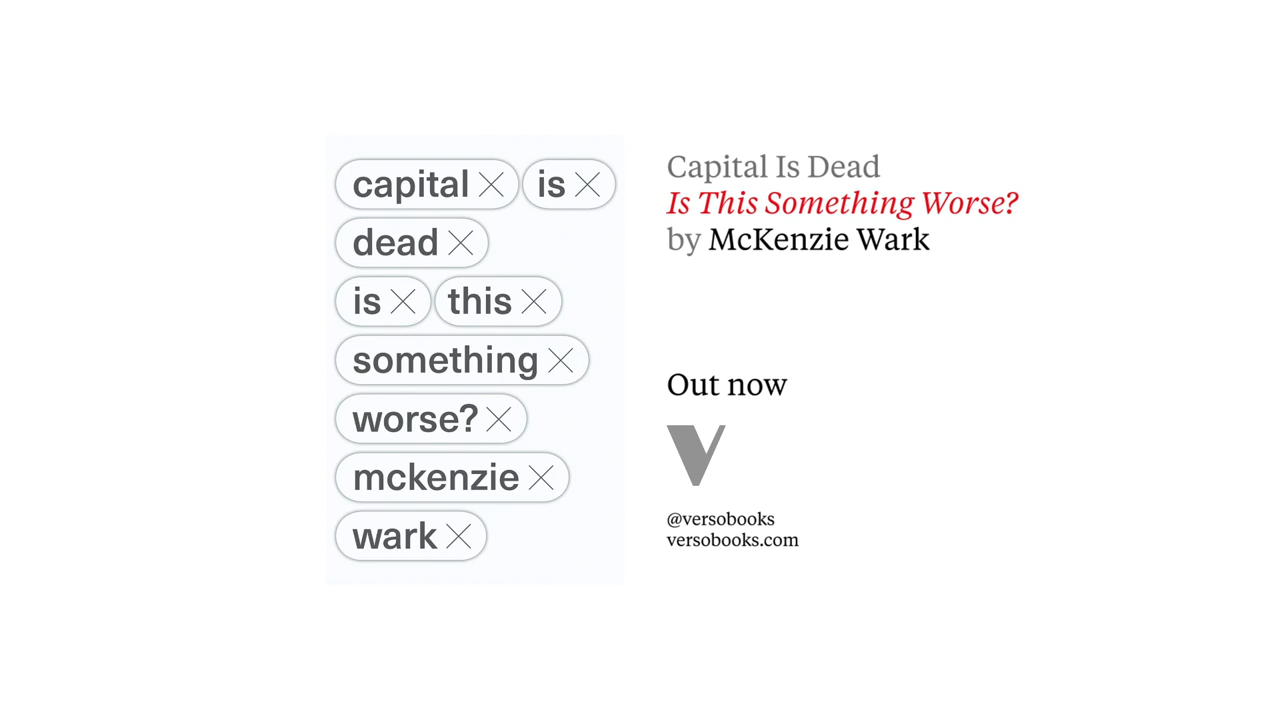 capital is
dead
is this
something
worse?
mckenzie
wark
Capital Is Dead
Is This Something Worse?
by McKenzie Wark
Out now
V
@versobooks
versobooks.com